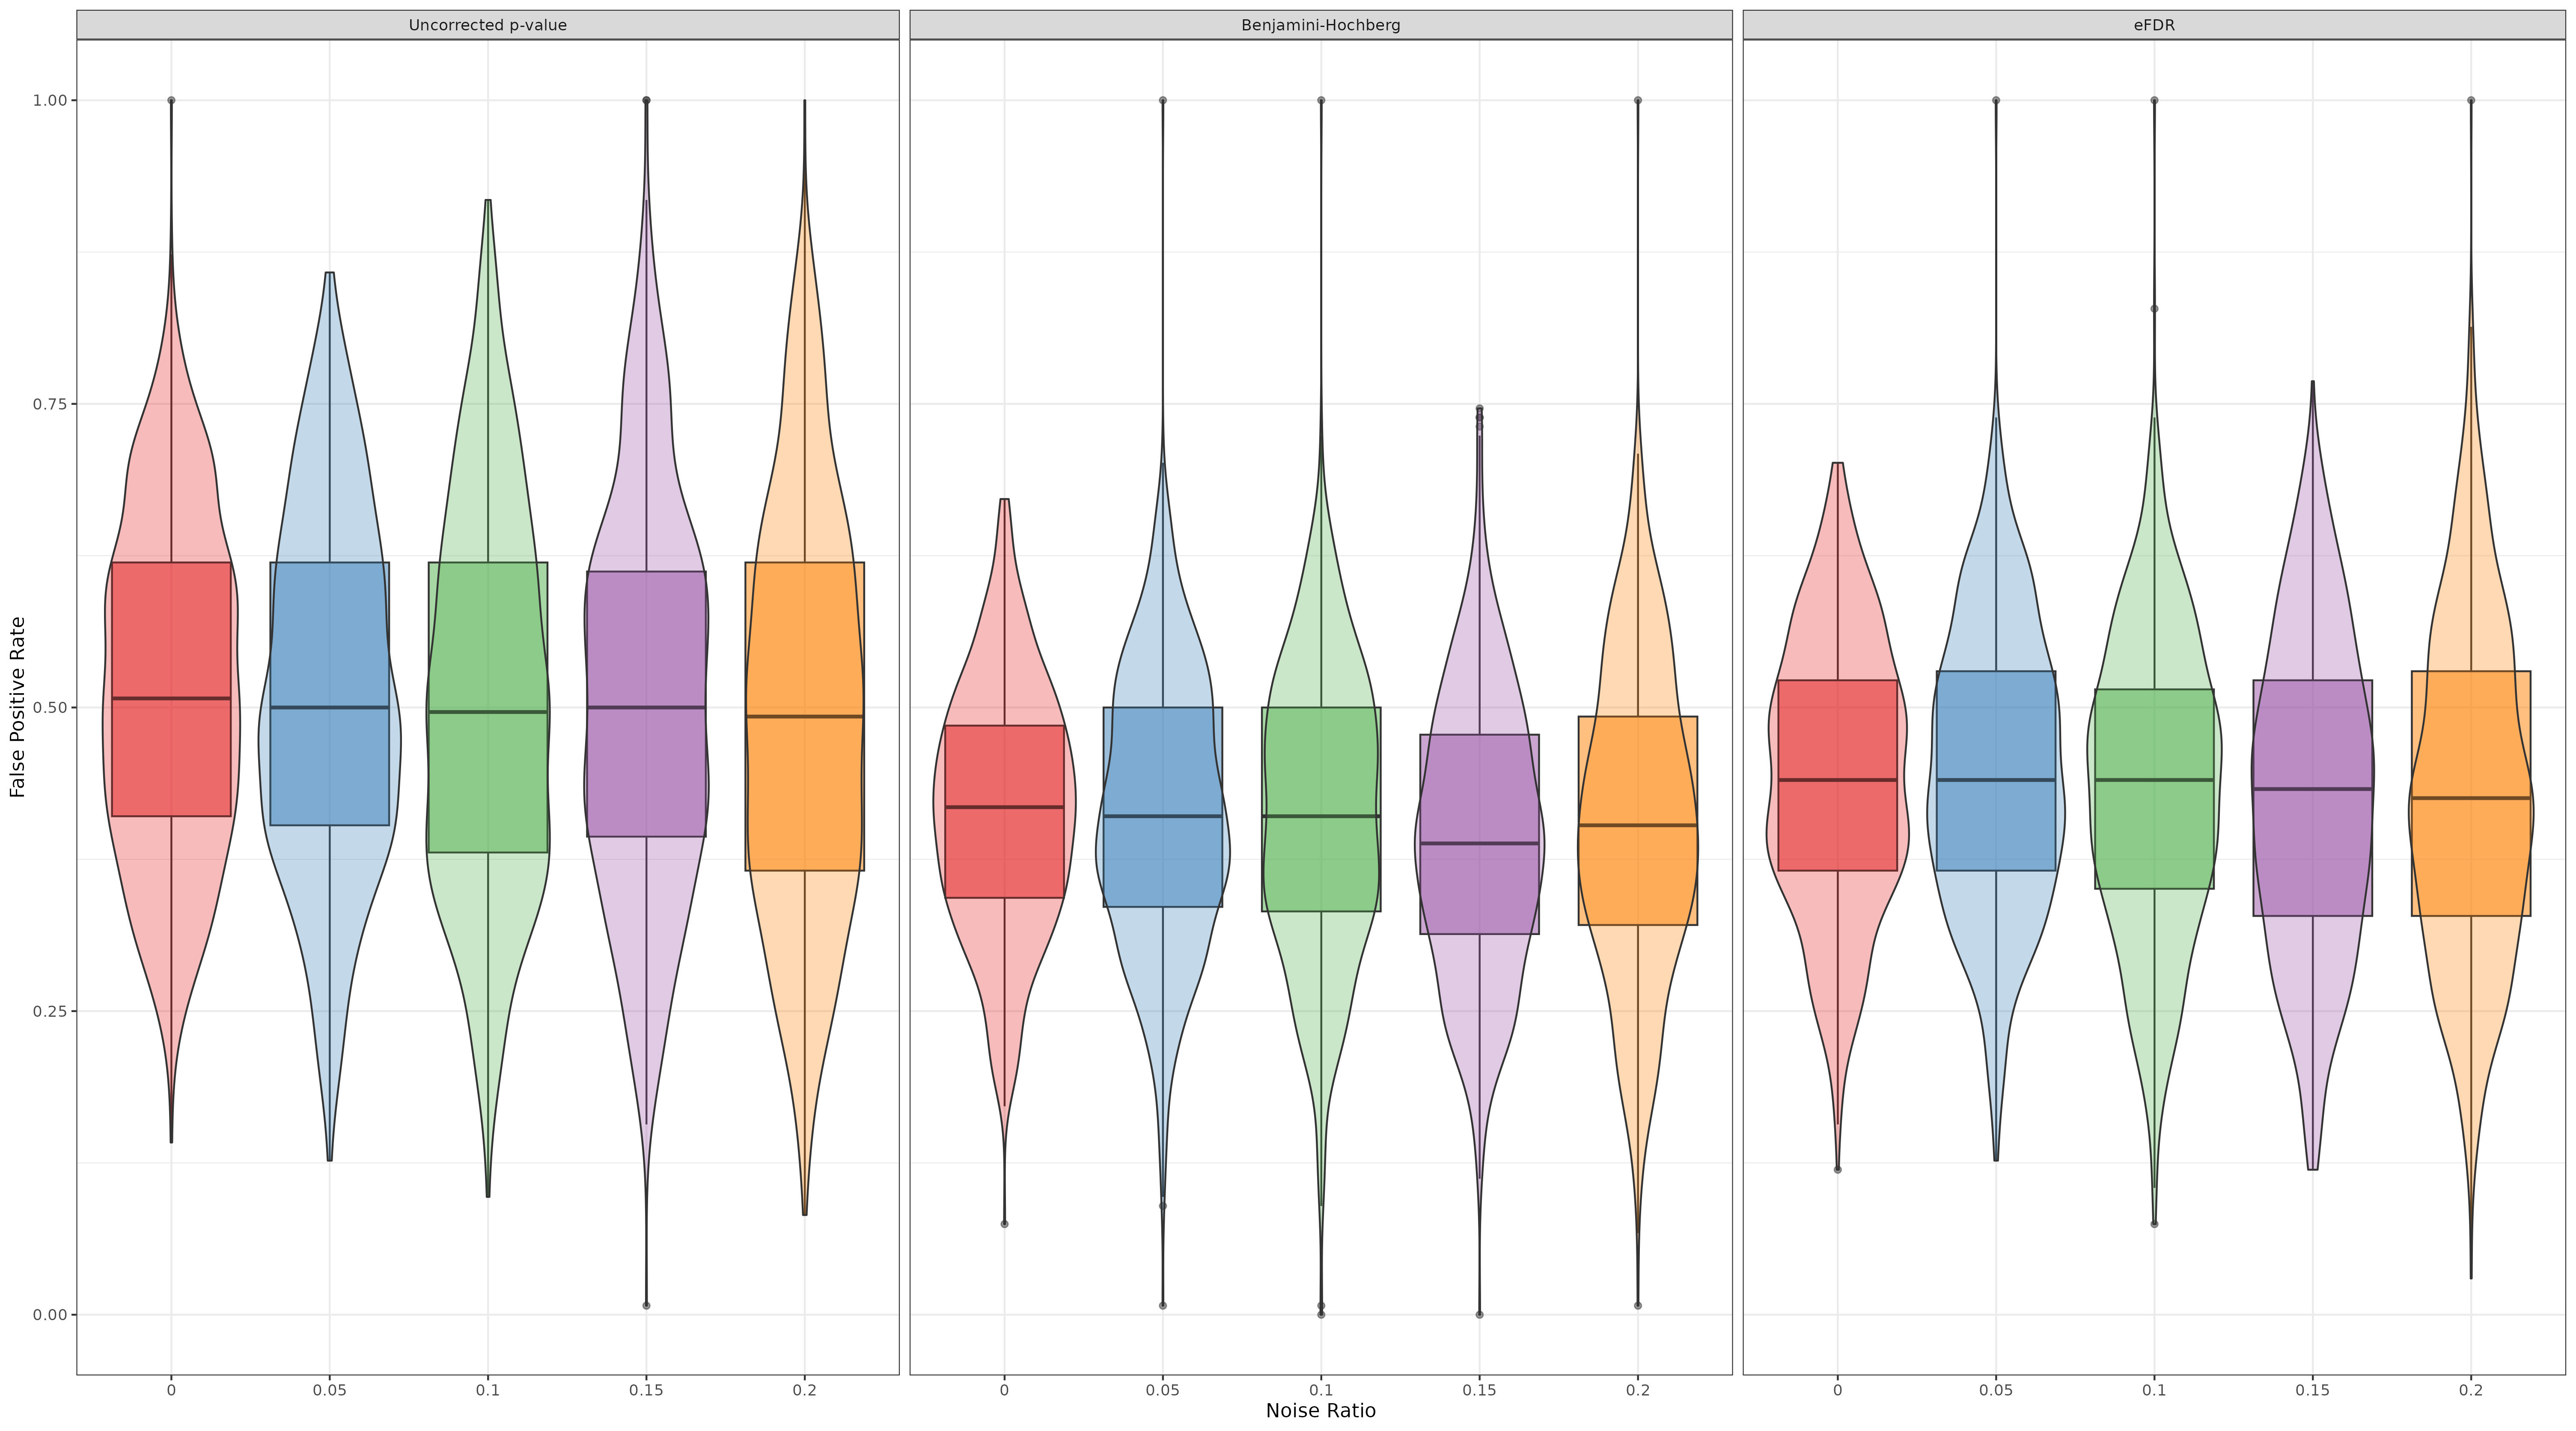 Uncorrected p-value Benjamini-Hochberg eFDR
1.00
0.75
0.50
0.25
0.00
False Positive Rate
0 0.05 0.1 0.15 0.2 0 0.05 0.1 0.15 0.2 0 0.05 0.1 0.15 0.2
Noise Ratio